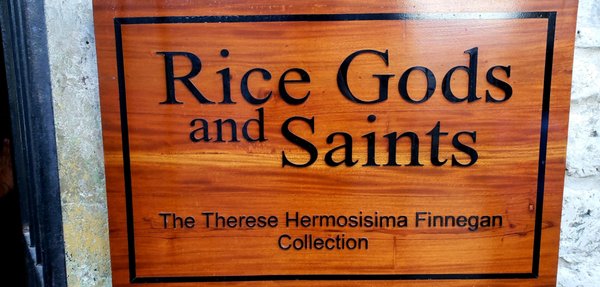 Rice Gods
and Saints
The Therese Hermosisima Finnegan
Collection